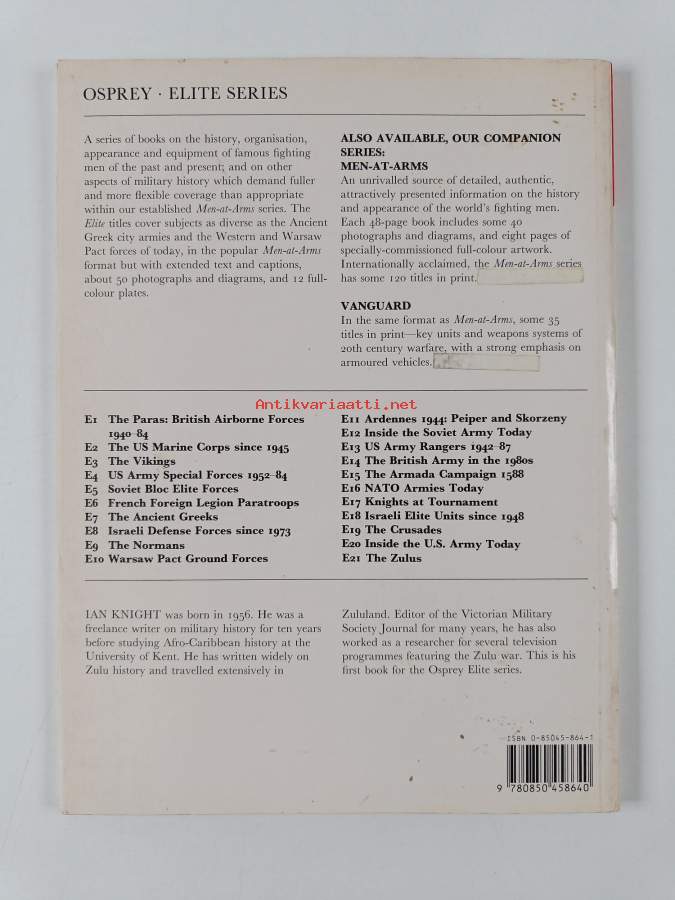 OSPREY · ELITE SERIES
A series of books on the history, organisation,
appearance and equipment of famous fighting
men of the past and present; and on other
aspects of military history which demand fuller
and more flexible coverage than appropriate
within our established Men-at-Arms series. The
Elite titles cover subjects as diverse as the Ancient
Greek city armies and the Western and Warsaw
Pact forces of today, in the popular Men-at-Arms
format but with extended text and captions,
about 50 photographs and diagrams, and 12 full-
colour plates.
ALSO AVAILABLE, OUR COMPANION
SERIES:
MEN-AT-ARMS
An unrivalled source of detailed, authentic,
attractively presented information on the history
and appearance of the world's fighting men.
Each 48-page book includes some 40
photographs and diagrams, and eight pages of
specially-commissioned full-colour artwork.
Internationally acclaimed, the Men-at-Arms series
has some 120 titles in print.
VANGUARD
In the same format as Men-at-Arms, some 35
titles in print—key units and weapons systems of
20th century warfare, with a strong emphasis on
armoured vehicles.
Antikvariaatti.net
E1 The Paras: British Airborne Forces
1940–84
E2 The US Marine Corps since 1945
E3 The Vikings
E4 US Army Special Forces 1952–84
E5 Soviet Bloc Elite Forces
E6 French Foreign Legion Paratroops
E7 The Ancient Greeks
E8 Israeli Defense Forces since 1973
E9 The Normans
E10 Warsaw Pact Ground Forces
E11 Ardennes 1944: Peiper and Skorzeny
E12 Inside the Soviet Army Today
E13 US Army Rangers 1942–87
E14 The British Army in the 1980s
E15 The Armada Campaign 1588
E16 NATO Armies Today
E17 Knights at Tournament
E18 Israeli Elite Units since 1948
E19 The Crusades
E20 Inside the U.S. Army Today
E21 The Zulus
IAN KNIGHT was born in 1956. He was a
freelance writer on military history for ten years
before studying Afro-Caribbean history at the
University of Kent. He has written widely on
Zulu history and travelled extensively in
Zululand. Editor of the Victorian Military
Society Journal for many years, he has also
worked as a researcher for several television
programmes featuring the Zulu war. This is his
first book for the Osprey Elite series.
ISBN 0-85045-864-1
9 780850 458640